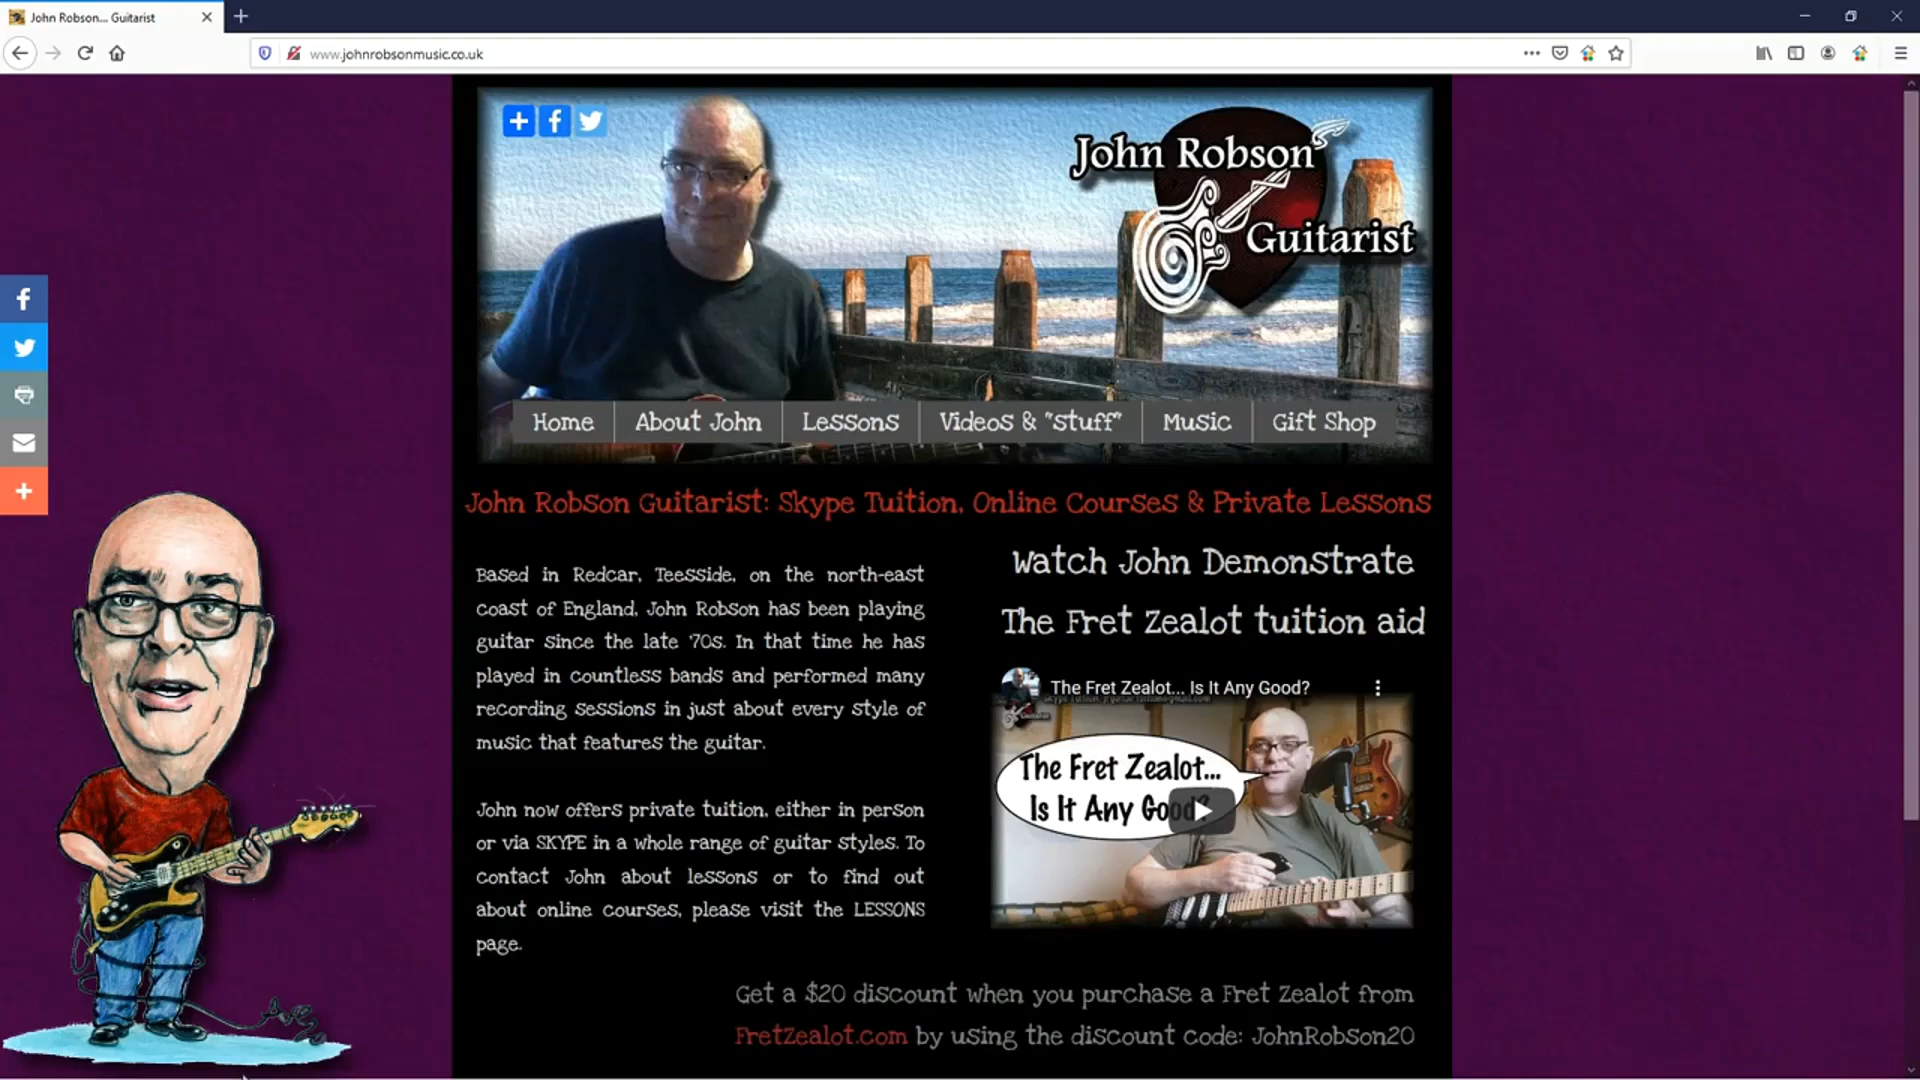 John Robson... Guitarist
www.johnrobsonmusic.co.uk
John Robson's
Guitarist
Home
About John
Lessons
Videos & "stuff"
Music
Gift Shop
John Robson Guitarist: Skype Tuition, Online Courses & Private Lessons
Based in Redcar, Teesside, on the north-east
coast of England, John Robson has been playing
guitar since the late '70s. In that time he has
played in countless bands and performed many
recording sessions in just about every style of
music that features the guitar.
John now offers private tuition, either in person
or via SKYPE in a whole range of guitar styles. To
contact John about lessons or to find out
about online courses, please visit the LESSONS
page.
Watch John Demonstrate
The Fret Zealot tuition aid
The Fret Zealot... Is It Any Good?
The Fret Zealot...
Is It Any Good?
Get a $20 discount when you purchase a Fret Zealot from
FretZealot.com by using the discount code: JohnRobson20